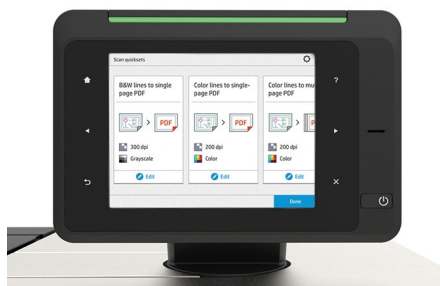 Scan quicksets
B&W lines to single
page PDF
PDF
300 dpi
Grayscale
Edit
Color lines to single-
page PDF
PDF
200 dpi
Color
Edit
Color lines to mu
page PDF
P
200 dpi
Color
Edit
Done
?